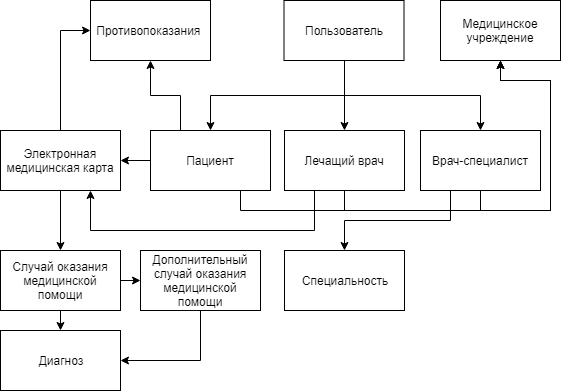 Противопоказания
Пользователь
Медицинское
учреждение
Электронная
медицинская карта
Пациент
Лечащий врач
Врач-специалист
Случай оказания
медицинской
помощи
Дополнительный
случай оказания
медицинской
помощи
Специальность
Диагноз